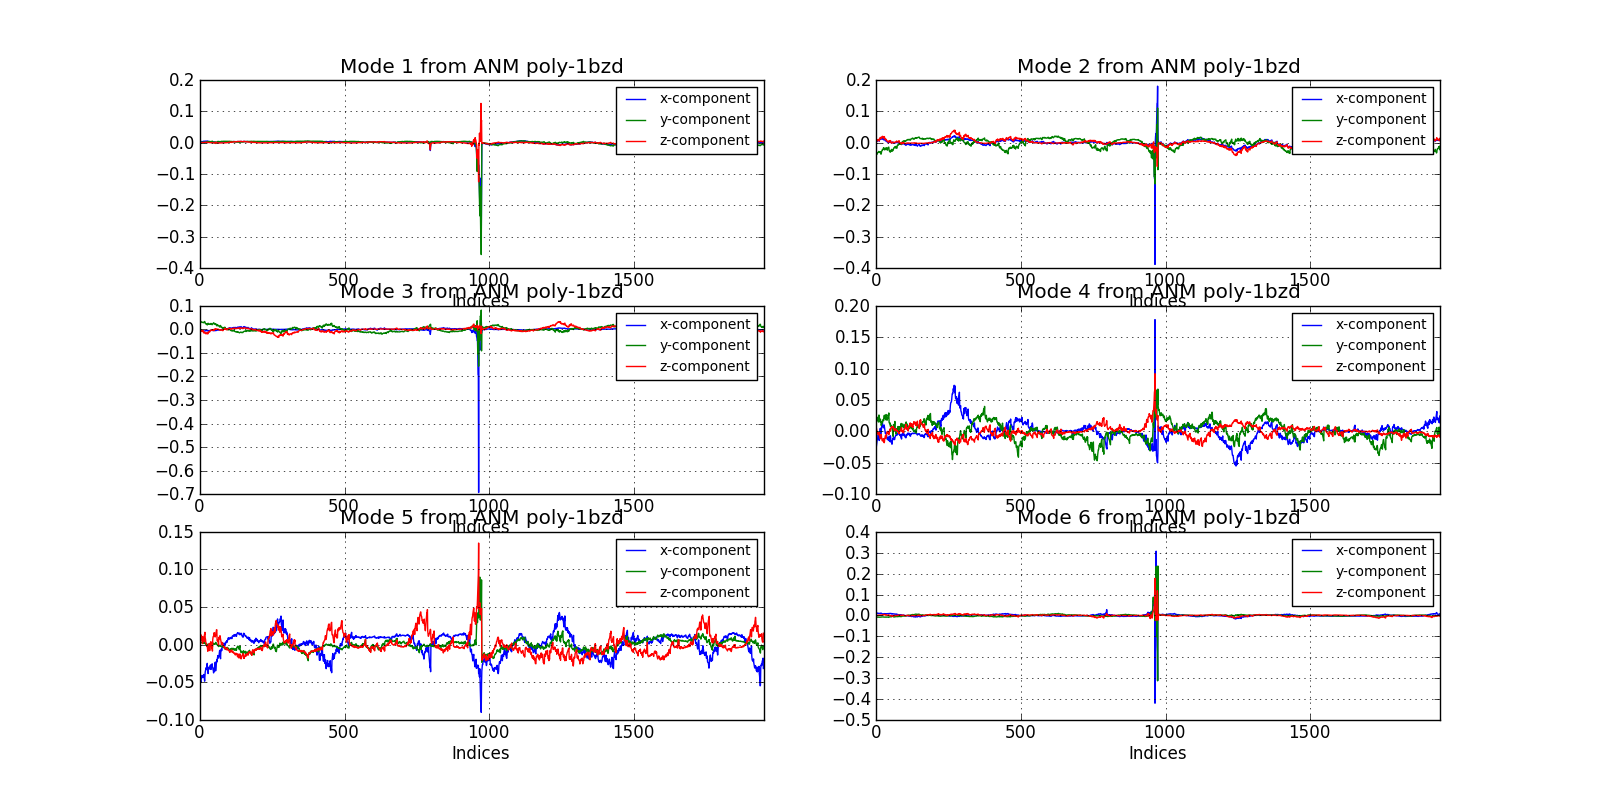 Mode 1 from ANM poly-1bzd
0.2
0.1
0.0
−0.1
−0.2
−0.3
−0.4
0
500
1000
1500
Indices
x-component
y-component
z-component
Mode 2 from ANM poly-1bzd
0.2
0.1
0.0
−0.1
−0.2
−0.3
−0.4
0
500
1000
1500
Indices
x-component
y-component
z-component
Mode 3 from ANM poly-1bzd
0.1
0.0
−0.1
−0.2
−0.3
−0.4
−0.5
−0.6
−0.7
0
500
1000
1500
Indices
x-component
y-component
z-component
Mode 4 from ANM poly-1bzd
0.20
0.15
0.10
0.05
0.00
−0.05
−0.10
0
500
1000
1500
Indices
x-component
y-component
z-component
Mode 5 from ANM poly-1bzd
0.15
0.10
0.05
0.00
−0.05
−0.10
0
500
1000
1500
Indices
x-component
y-component
z-component
Mode 6 from ANM poly-1bzd
0.4
0.3
0.2
0.1
0.0
−0.1
−0.2
−0.3
−0.4
−0.5
0
500
1000
1500
Indices
x-component
y-component
z-component